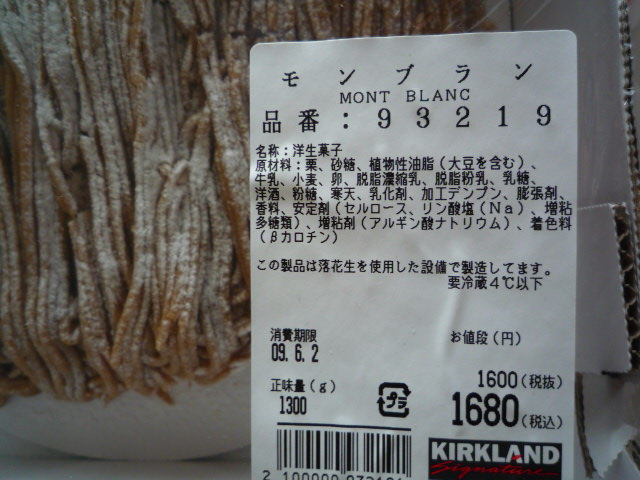 モンブラン
MONT BLANC
品番:93219
名称:洋生菓子
原材料:栗、砂糖、植物性油脂(大豆を含む)、
牛乳、小麦、卵、脱脂濃縮乳、脱脂粉乳、乳糖、
洋酒、粉糖、寒天、乳化剤、加工デンプン、膨張剤、
香料、安定剤(セルロース、リン酸塩(Na)、増粘
多糖類)、増粘剤(アルギン酸ナトリウム)、着色料
(βカロチン)
この製品は落花生を使用した設備で製造してます。
要冷蔵4℃以下
消費期限
お値段(円)
09.6.2
1600(税抜)
正味量(g)
プラ
1300
1680(税込)
KIRKLAND
Signature